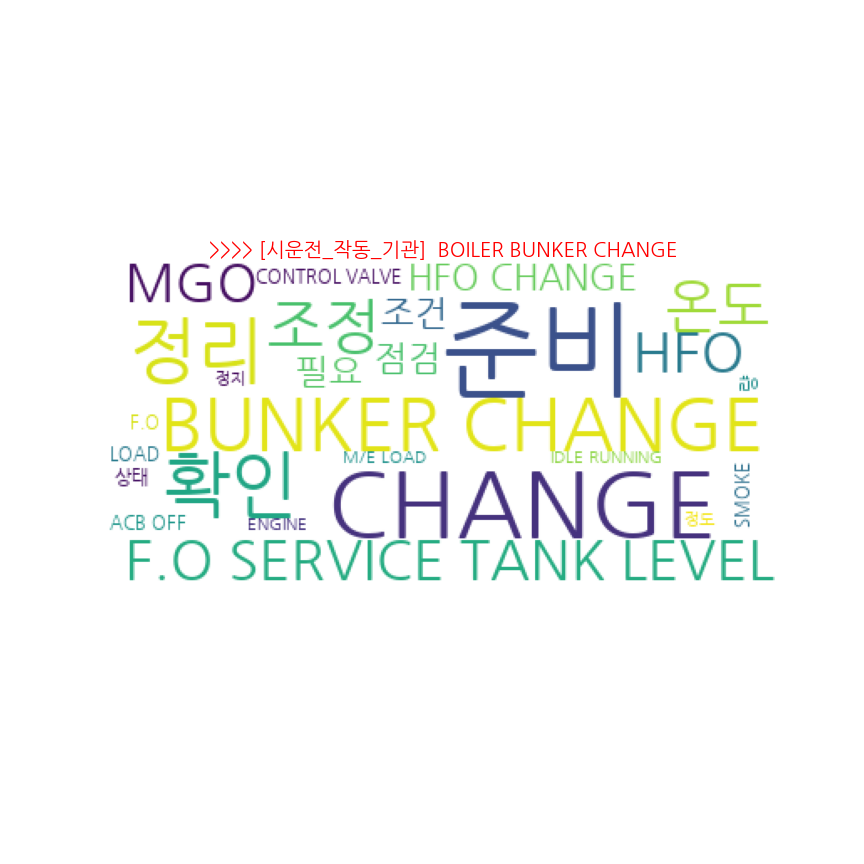 >>>> [시운전_작동_기관] BOILER BUNKER CHANGE
MGO
CONTROL VALVE
HFO CHANGE
온도
정리
조정
조건
준비
HFO
필요
점검
정지
F.O
BUNKER CHANGE
LOAD
확인
M/E LOAD
IDLE RUNNING
상태
CHANGE
SMOKE
ACB OFF
ENGINE
정도
F.O SERVICE TANK LEVEL